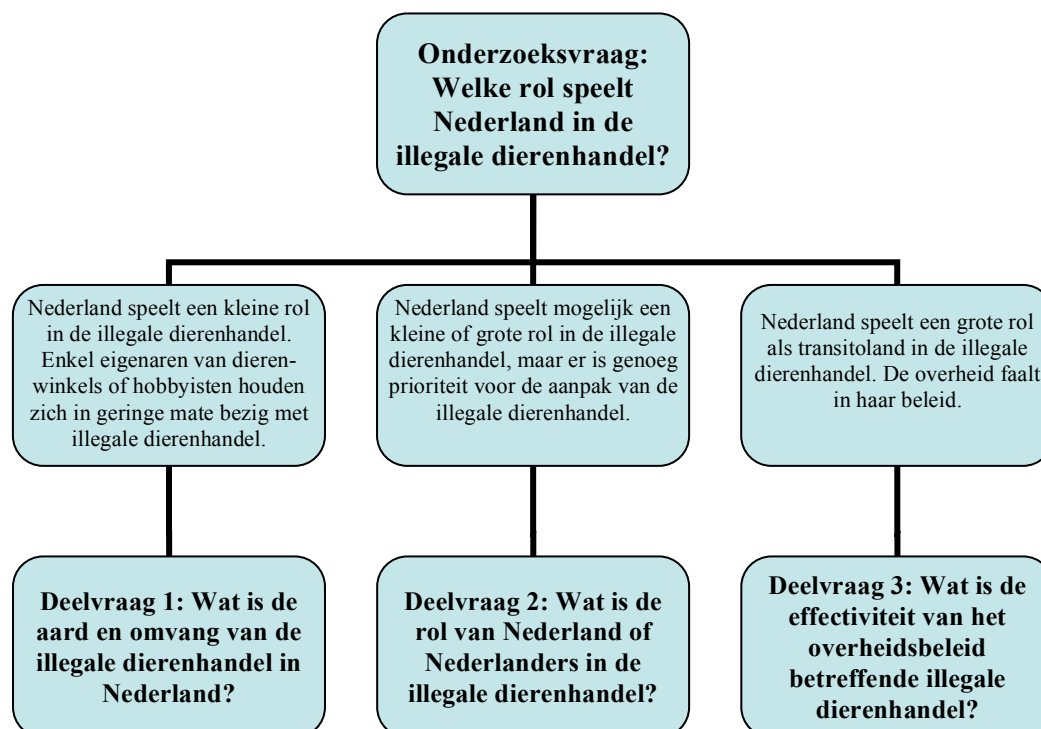 Onderzoeksvraag:
Welke rol speelt
Nederland in de
illegale dierenhandel?
Nederland speelt een kleine rol
in de illegale dierenhandel.
Enkel eigenaren van dieren-
winkels of hobbyisten houden
zich in geringe mate bezig met
illegale dierenhandel.
Nederland speelt mogelijk een
kleine of grote rol in de illegale
dierenhandel, maar er is genoeg
prioriteit voor de aanpak van de
illegale dierenhandel.
Nederland speelt een grote rol
als transitoland in de illegale
dierenhandel. De overheid faalt
in haar beleid.
Deelvraag 1: Wat is de
aard en omvang van de
illegale dierenhandel in
Nederland?
Deelvraag 2: Wat is de
rol van Nederland of
Nederlanders in de
illegale dierenhandel?
Deelvraag 3: Wat is de
effectiviteit van het
overheidsbeleid
betreffende illegale
dierenhandel?